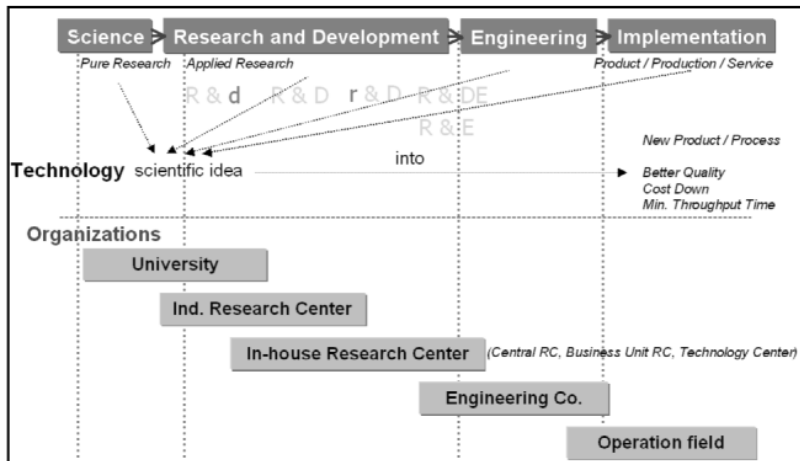 Science Research and Development Engineering Implementation
Pure Research Applied Research Product / Production / Service
R & d R & D r & D R & DE
R & E
New Product / Process
Technology scientific idea into
Better Quality
Cost Down
Min. Throughput Time
Organizations
University
Ind. Research Center
In-house Research Center (Central RC, Business Unit RC, Technology Center)
Engineering Co.
Operation field